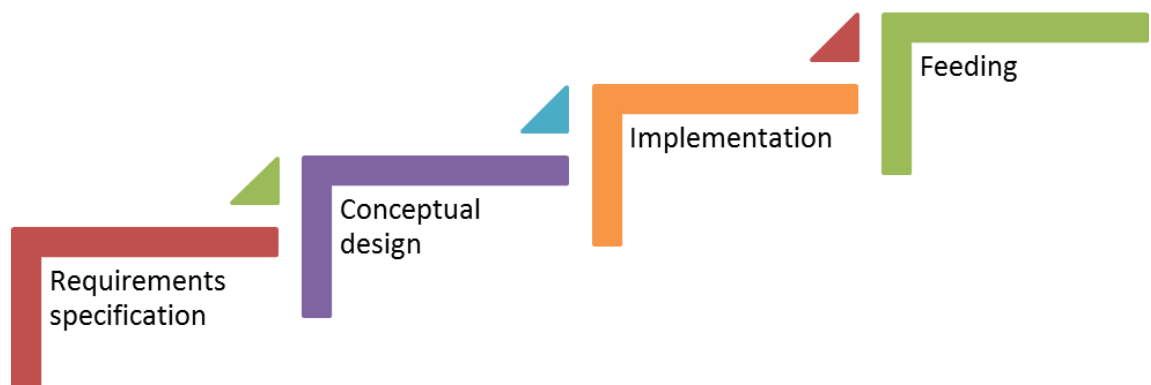 Requirements
specification
Conceptual
design
Implementation
Feeding